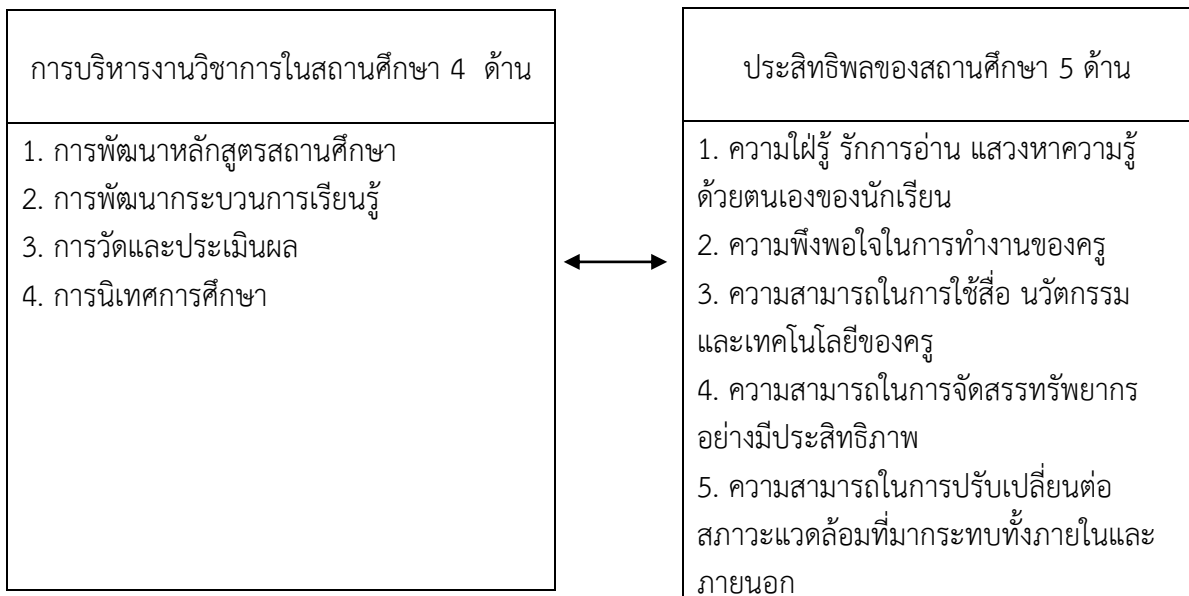 การบริหารงานวิชาการในสถานศึกษา 4 ด้าน
1. การพัฒนาหลักสูตรสถานศึกษา
2. การพัฒนากระบวนการเรียนรู้
3. การวัดและประเมินผล
4. การนิเทศการศึกษา
ประสิทธิพลของสถานศึกษา 5 ด้าน
1. ความใฝ่รู้ รักการอ่าน แสวงหาความรู้
ด้วยตนเองของนักเรียน
2. ความพึงพอใจในการทำงานของครู
3. ความสามารถในการใช้สื่อ นวัตกรรม
และเทคโนโลยีของครู
4. ความสามารถในการจัดสรรทรัพยากร
อย่างมีประสิทธิภาพ
5. ความสามารถในการปรับเปลี่ยนต่อ
สภาวะแวดล้อมที่มากระทบทั้งภายในและ
ภายนอก